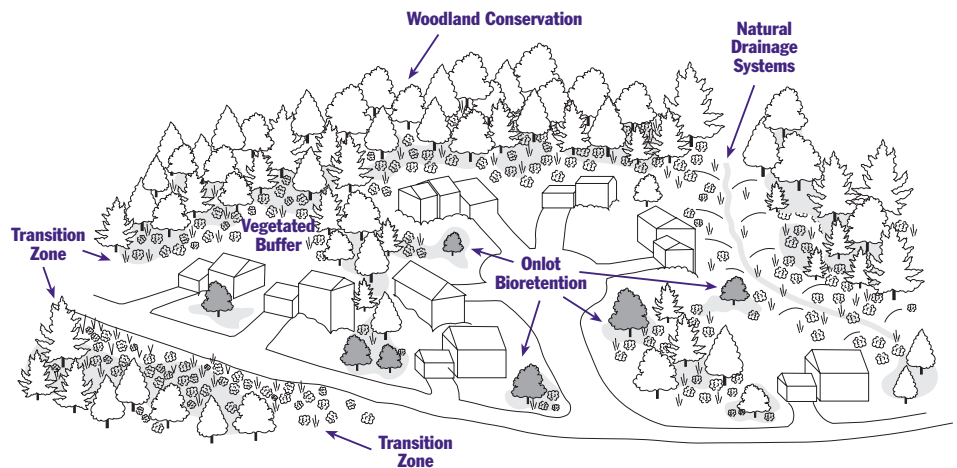 Woodland Conservation
Natural
Drainage
Systems
Vegetated
Buffer
Transition
Zone
Onlot
Bioretention
Transition
Zone